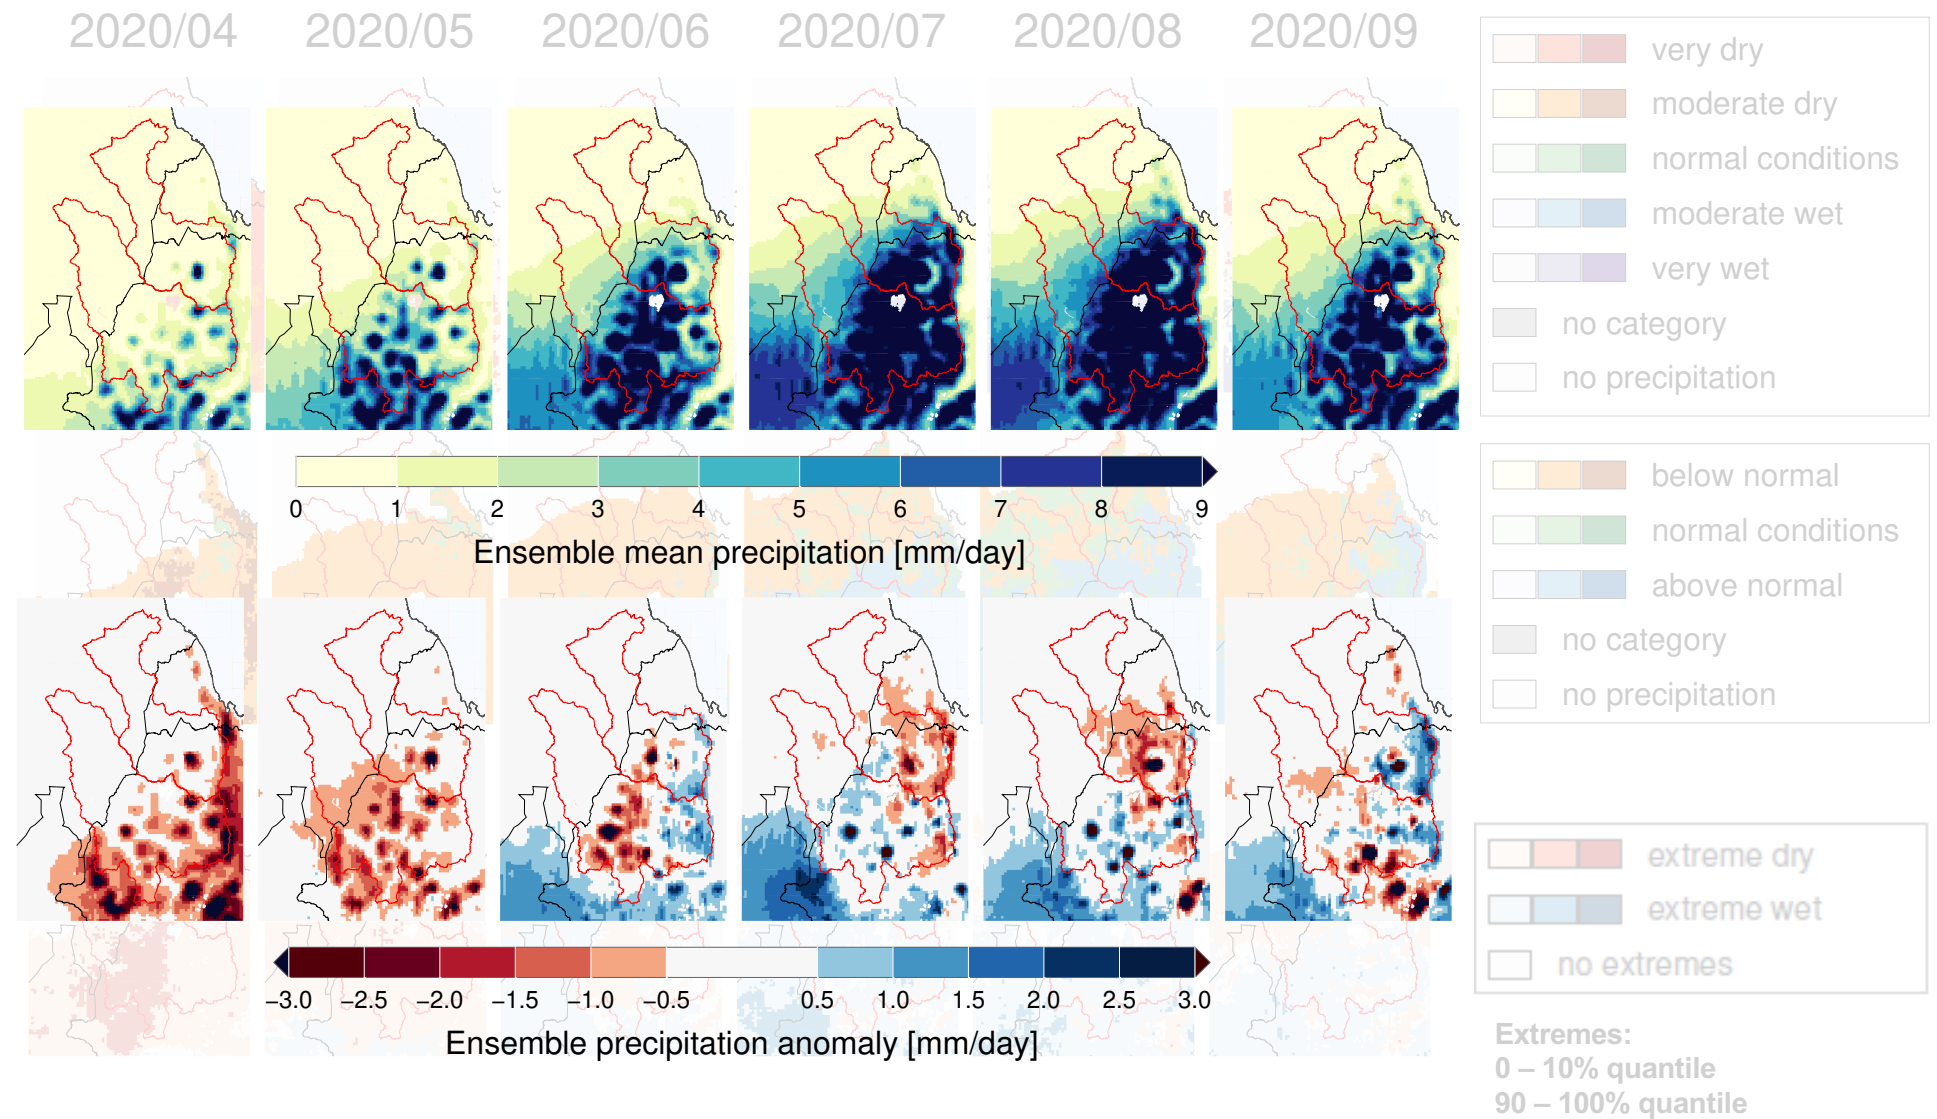 2020/04 2020/05 2020/06 2020/07 2020/08 2020/09
very dry
moderate dry
normal conditions
moderate wet
very wet
no category
no precipitation
0 1 2 3 4 5 6 7 8 9
Ensemble mean precipitation [mm/day]
below normal
normal conditions
above normal
no category
no precipitation
−3.0 −2.5 −2.0 −1.5 −1.0 −0.5 0.5 1.0 1.5 2.0 2.5 3.0
Ensemble precipitation anomaly [mm/day]
extreme dry
extreme wet
no extremes
Extremes:
0 – 10% quantile
90 – 100% quantile